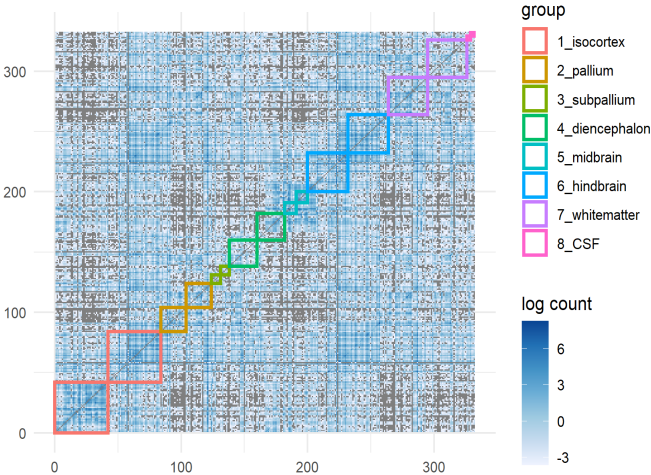 group
1_isocortex
2_pallium
3_subpallium
4_diencephalon
5_midbrain
6_hindbrain
7_whitematter
8_CSF
log count
6
3
0
-3
300
200
100
0
0 100 200 300